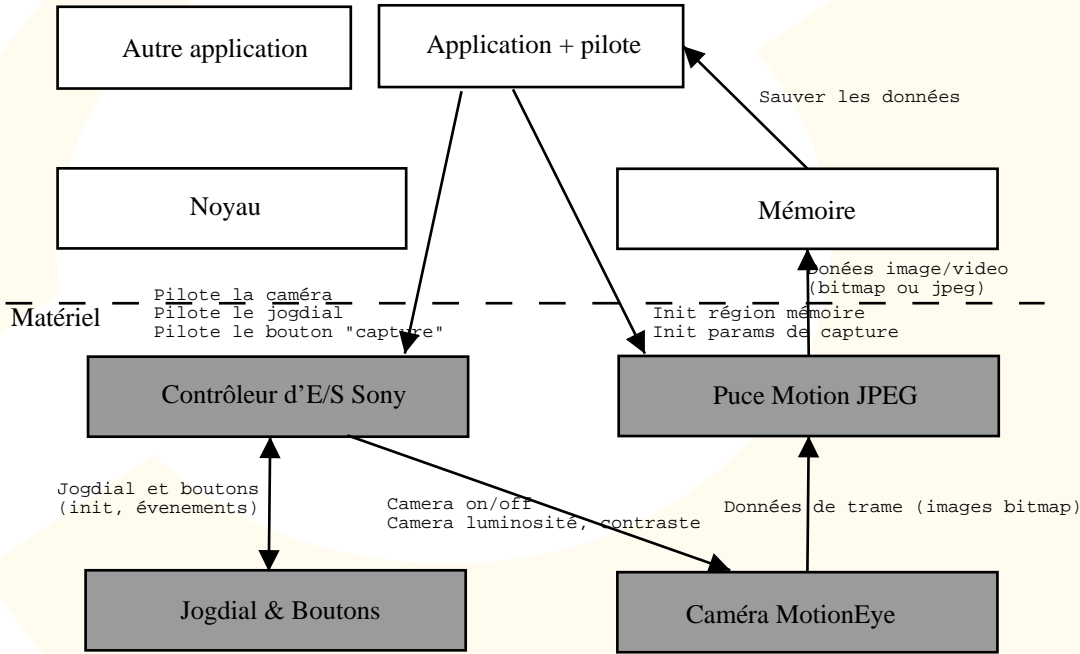 Autre application
Application + pilote
Sauver les données
Noyau
Mémoire
Donées image/video
(bitmap ou jpeg)
Matériel
Pilote la caméra
Pilote le jogdial
Pilote le bouton "capture"
Init région mémoire
Init params de capture
Contrôleur d’E/S Sony
Puce Motion JPEG
Jogdial et boutons
(init, évenements)
Camera on/off
Camera luminosité, contraste
Données de trame (images bitmap)
Jogdial & Boutons
Caméra MotionEye